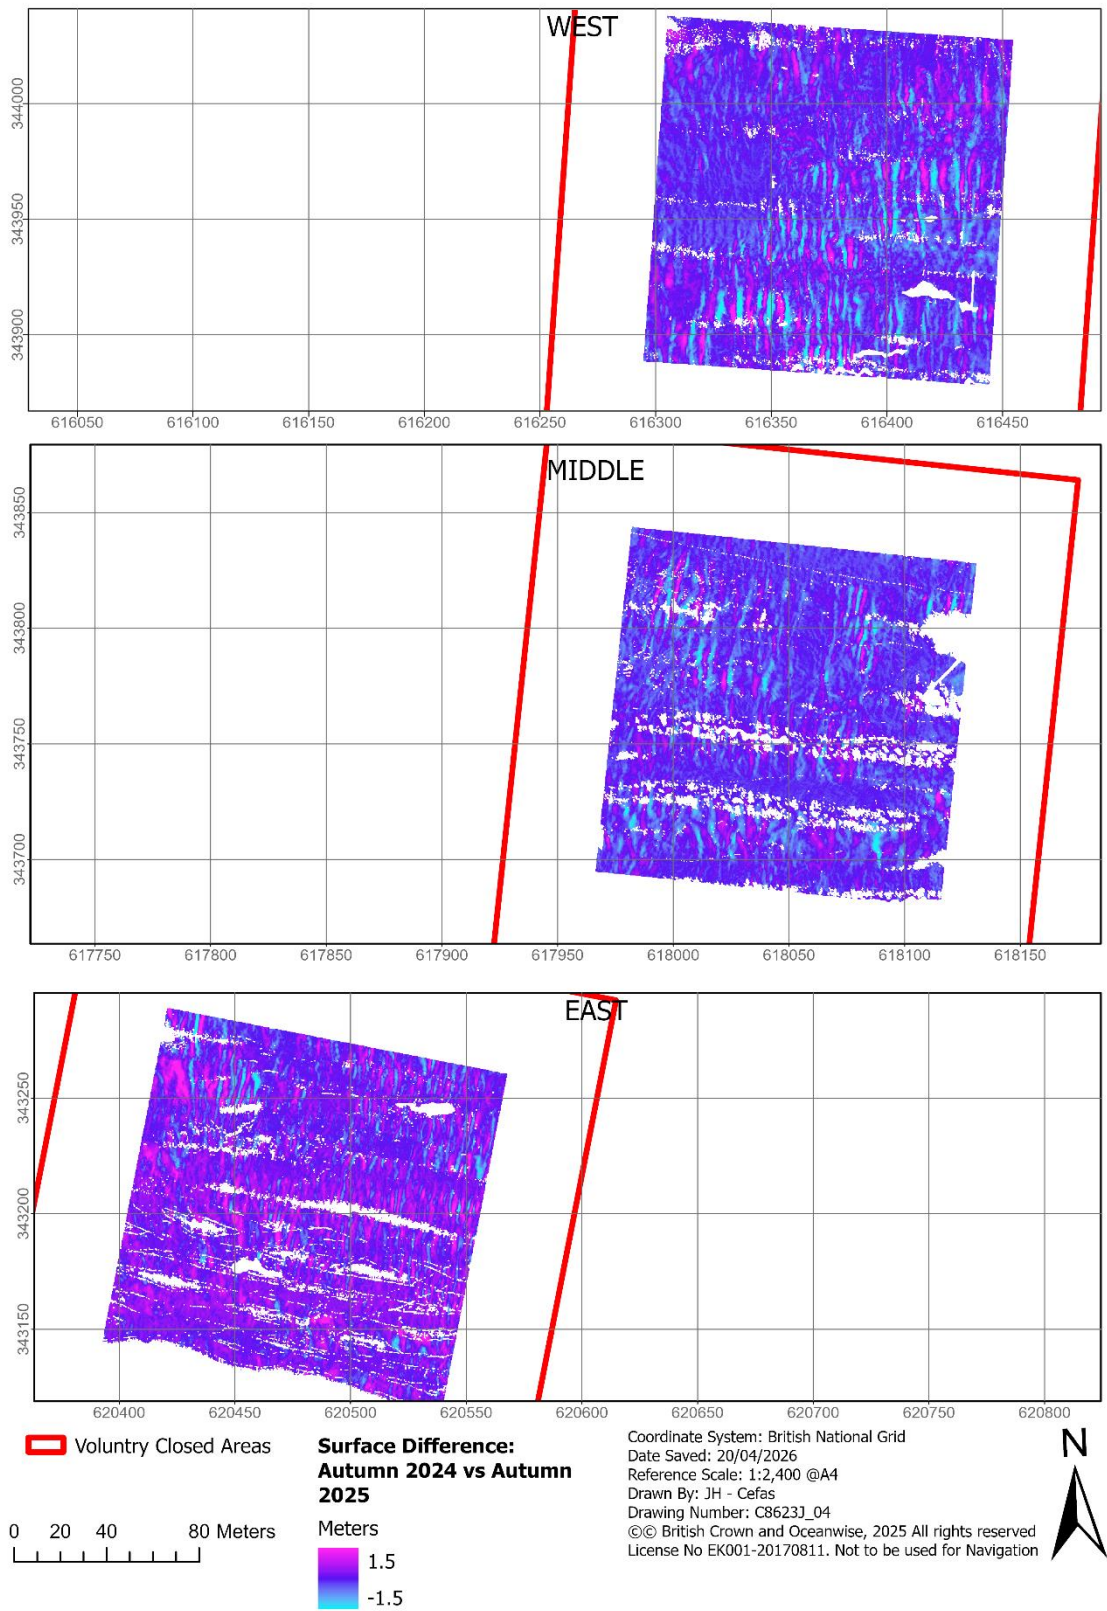 WEST
344000
343950
343900
616050 616100 616150 616200 616250 616300 616350 616400 616450
MIDDLE
343850
343800
343750
343700
617750 617800 617850 617900 617950 618000 618050 618100 618150
EAST
343250
343200
343150
620400 620450 620500 620550 620600 620650 620700 620750 620800
Voluntry Closed Areas
0 20 40 80 Meters
Surface Difference:
Autumn 2024 vs Autumn
2025
Meters
1.5
-1.5
Coordinate System: British National Grid
Date Saved: 20/04/2026
Reference Scale: 1:2,400 @A4
Drawn By: JH - Cefas
Drawing Number: C8623J_04
©© British Crown and Oceanwise, 2025 All rights reserved
License No EK001-20170811. Not to be used for Navigation
N